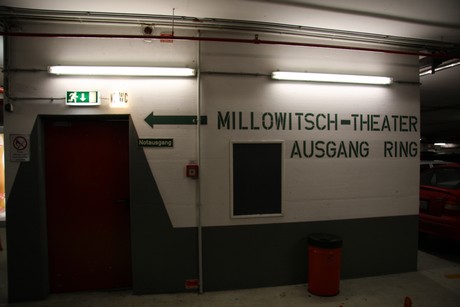 WC
MILLOWITSCH-THEATER
Notausgang
AUSGANG RING